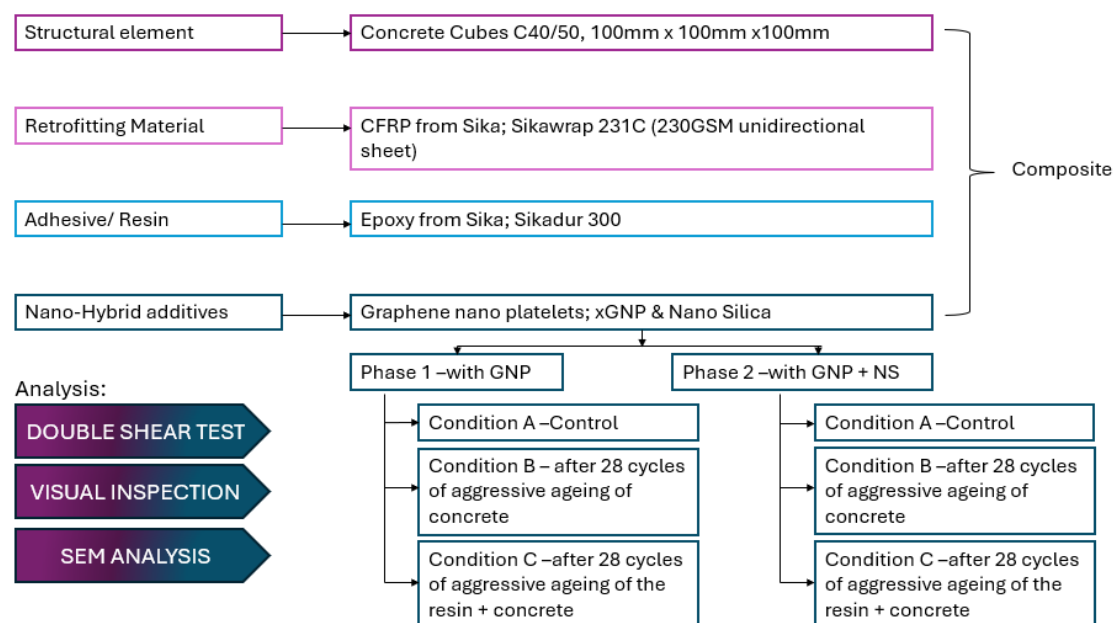 Structural element
Concrete Cubes C40/50, 100mm x 100mm x100mm
Retrofitting Material
CFRP from Sika; Sikawrap 231C (230GSM unidirectional
sheet)
Composite
Adhesive/ Resin
Epoxy from Sika; Sikadur 300
Nano-Hybrid additives
Graphene nano platelets; xGNP & Nano Silica
Phase 1 –with GNP
Phase 2 –with GNP + NS
Analysis:
DOUBLE SHEAR TEST
VISUAL INSPECTION
SEM ANALYSIS
Condition A –Control
Condition B – after 28 cycles
of aggressive ageing of
concrete
Condition C –after 28 cycles
of aggressive ageing of the
resin + concrete
Condition A –Control
Condition B –after 28 cycles
of aggressive ageing of
concrete
Condition C –after 28 cycles
of aggressive ageing of the
resin + concrete